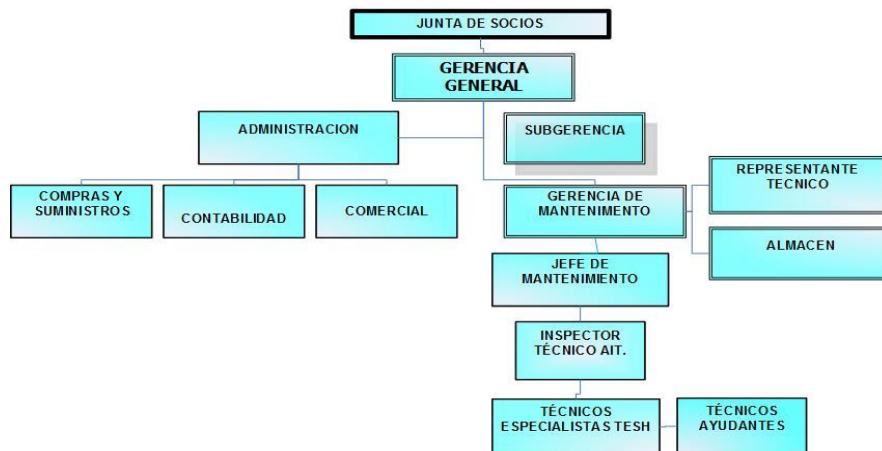 JUNTA DE SOCIOS
GERENCIA
GENERAL
ADMINISTRACION
SUBGERENCIA
COMPRAS Y
SUMINISTROS
CONTABILIDAD
COMERCIAL
GERENCIA DE
MANTENIMIENTO
REPRESENTANTE
TECNICO
ALMACEN
JEFE DE
MANTENIMIENTO
INSPECTOR
TÉCNICO AIT.
TÉCNICOS
ESPECIALISTAS TESH
TÉCNICOS
AYUDANTES